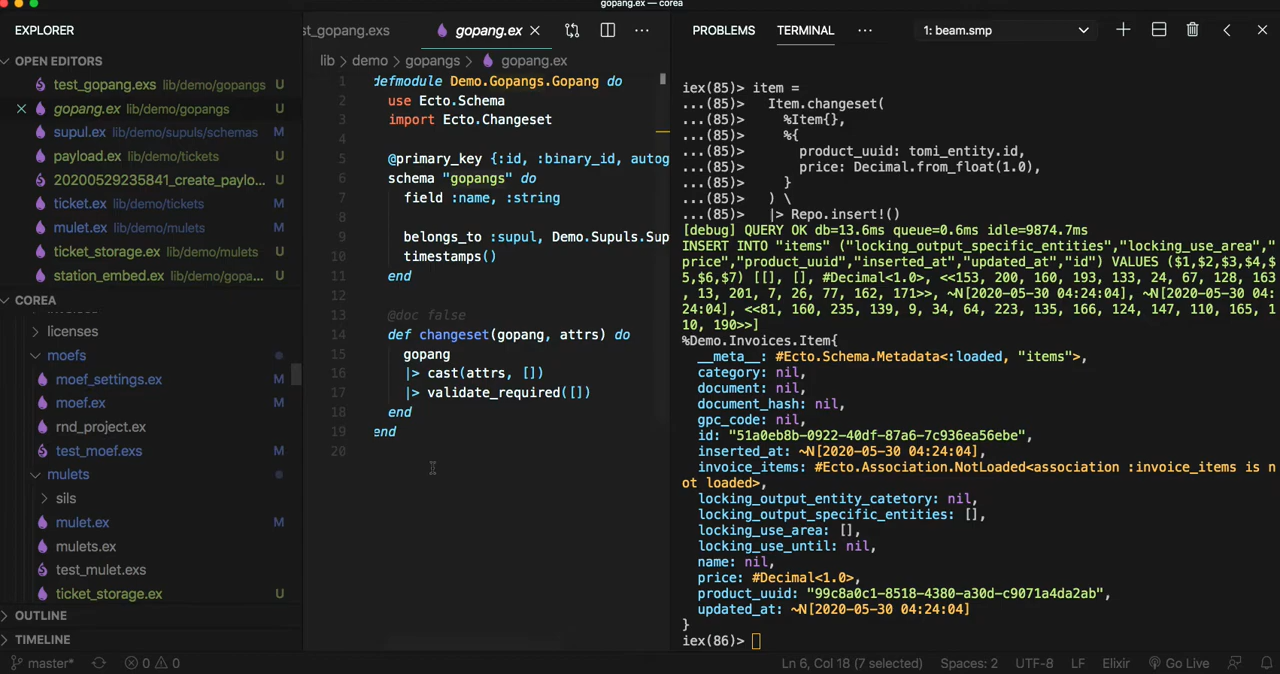 gopang.ex — corea
EXPLORER
OPEN EDITORS
test_gopang.exs lib/demo/gopangs U
gopang.ex lib/demo/gopangs U
supul.ex lib/demo/supuls/schemas M
payload.ex lib/demo/tickets U
20200529235841_create_paylo... U
ticket.ex lib/demo/tickets M
mulet.ex lib/demo/mulets M
ticket_storage.ex lib/demo/mulets U
station_embed.ex lib/demo/gopa... U
COREA
licenses
moefs
moef_settings.ex M
moef.ex M
rnd_project.ex
test_moef.exs M
mulets
sils
mulet.ex M
mulets.ex
test_mulet.exs
ticket_storage.ex U
OUTLINE
TIMELINE
st_gopang.exs gopang.ex
lib > demo > gopangs > gopang.ex
1 defmodule Demo.Gopangs.Gopang do
2 use Ecto.Schema
3 import Ecto.Changeset
4
5 @primary_key {:id, :binary_id, autog
6 schema "gopangs" do
7 field :name, :string
8
9 belongs_to :supul, Demo.Supuls.Sup
10 timestamps()
11 end
12
13 @doc false
14 def changeset(gopang, attrs) do
15 gopang
16 |> cast(attrs, [])
17 |> validate_required([])
18 end
19 end
20
PROBLEMS TERMINAL ... 1: beam.smp
iex(85)> item =
...(85)> Item.changeset(
...(85)> %Item{},
...(85)> %{
...(85)> product_uuid: tomi_entity.id,
...(85)> price: Decimal.from_float(1.0),
...(85)> }
...(85)> ) \
...(85)> |> Repo.insert!()
[debug] QUERY OK db=13.6ms queue=0.6ms idle=9874.7ms
INSERT INTO "items" ("locking_output_specific_entities","locking_use_area","
price","product_uuid","inserted_at","updated_at","id") VALUES ($1,$2,$3,$4,$
5,$6,$7) [[], [], #Decimal<1.0>, <<153, 200, 160, 193, 133, 24, 67, 128, 163
, 13, 201, 7, 26, 77, 162, 171>>, ~N[2020-05-30 04:24:04], ~N[2020-05-30 04:
24:04], <<81, 160, 235, 139, 9, 34, 64, 223, 135, 166, 124, 147, 110, 165, 1
10, 190>>]
%Demo.Invoices.Item{
__meta__: #Ecto.Schema.Metadata<:loaded, "items">,
category: nil,
document: nil,
document_hash: nil,
gpc_code: nil,
id: "51a0eb8b-0922-40df-87a6-7c936ea56ebe",
inserted_at: ~N[2020-05-30 04:24:04],
invoice_items: #Ecto.Association.NotLoaded<association :invoice_items is n
ot loaded>,
locking_output_entity_catetory: nil,
locking_output_specific_entities: [],
locking_use_area: [],
locking_use_until: nil,
name: nil,
price: #Decimal<1.0>,
product_uuid: "99c8a0c1-8518-4380-a30d-c9071a4da2ab",
updated_at: ~N[2020-05-30 04:24:04]
}
iex(86)>
master* 0 0 Ln 6, Col 18 (7 selected) Spaces: 2 UTF-8 LF Elixir Go Live